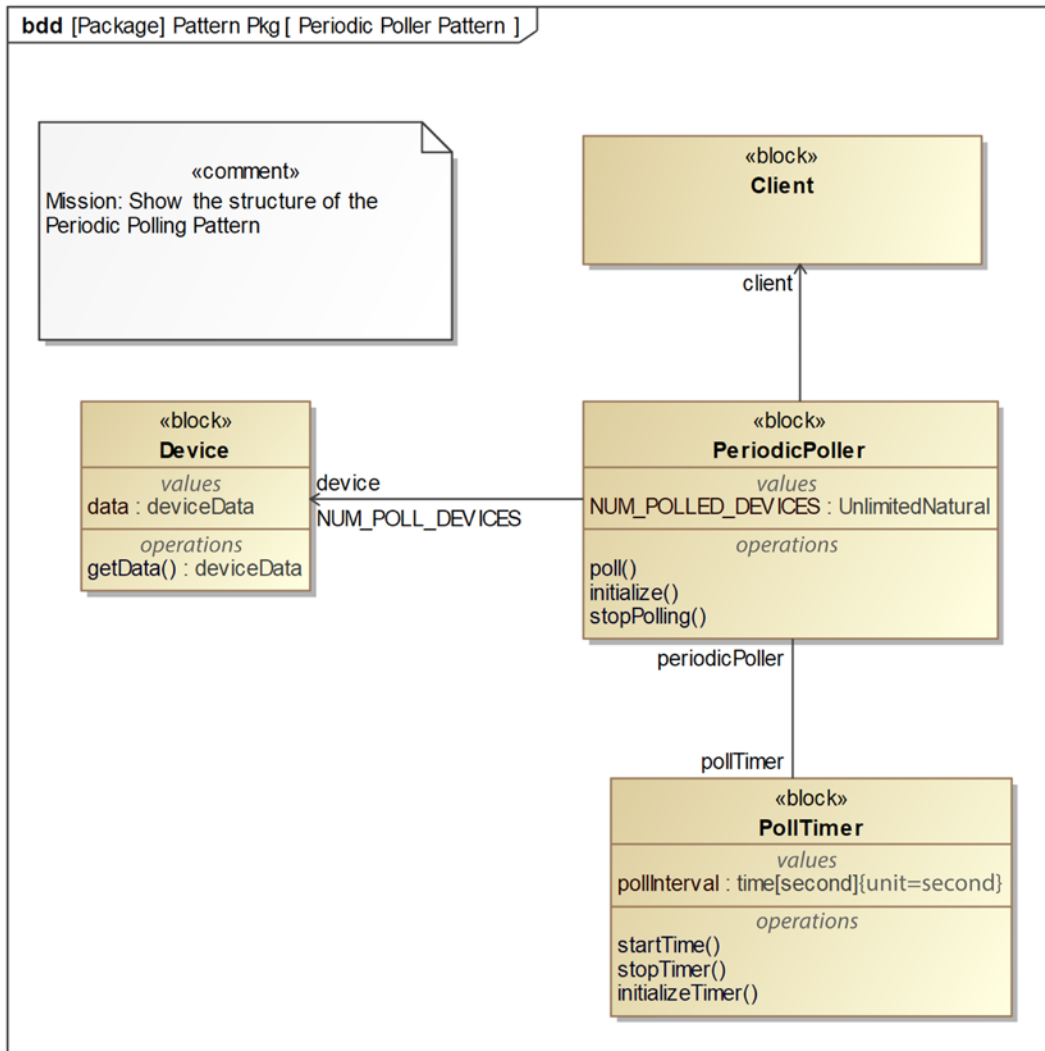 bdd [Package] Pattern Pkg [ Periodic Poller Pattern ]
«comment»
Mission: Show the structure of the
Periodic Polling Pattern
«block»
Client
client
«block»
Device
values
data : deviceData
operations
getData() : deviceData
device
NUM_POLL_DEVICES
«block»
PeriodicPoller
values
NUM_POLLED_DEVICES : UnlimitedNatural
operations
poll()
initialize()
stopPolling()
periodicPoller
pollTimer
«block»
PollTimer
values
pollInterval : time[second]{unit=second}
operations
startTime()
stopTimer()
initializeTimer()